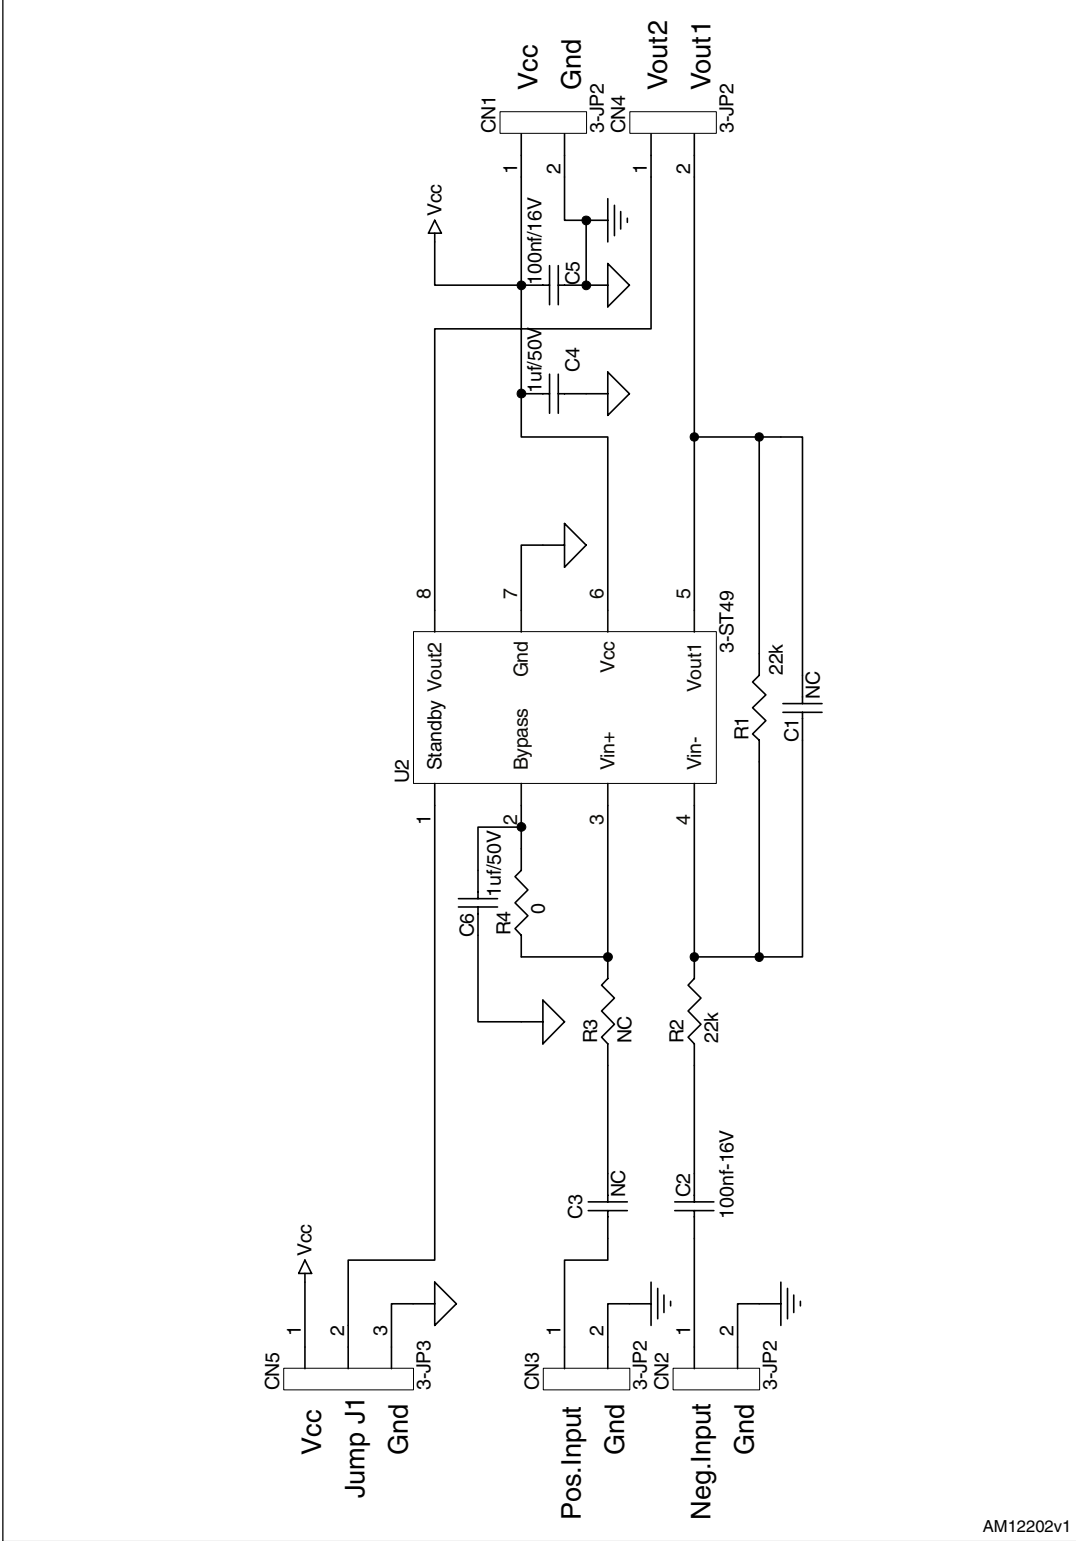 CN1
Vcc
1
Gnd
2
3-JP2
CN4
Vout2
1
Vout1
2
3-JP2
Vcc
100nf/16V
C5
1uf/50V
C4
8
7
6
5
3-ST49
U2
Standby Vout2
Bypass Gnd
Vin+ Vcc
Vin- Vout1
1
2
3
4
22k
R1
NC
C1
1uf/50V
C6
R4
0
R3
NC
R2
22k
C3
NC
C2
100nf-16V
Vcc
CN5
1
2
3
3-JP3
Vcc
Jump J1
Gnd
CN3
1
2
3-JP2
Pos.Input
Gnd
CN2
1
2
3-JP2
Neg.Input
Gnd
AM12202v1